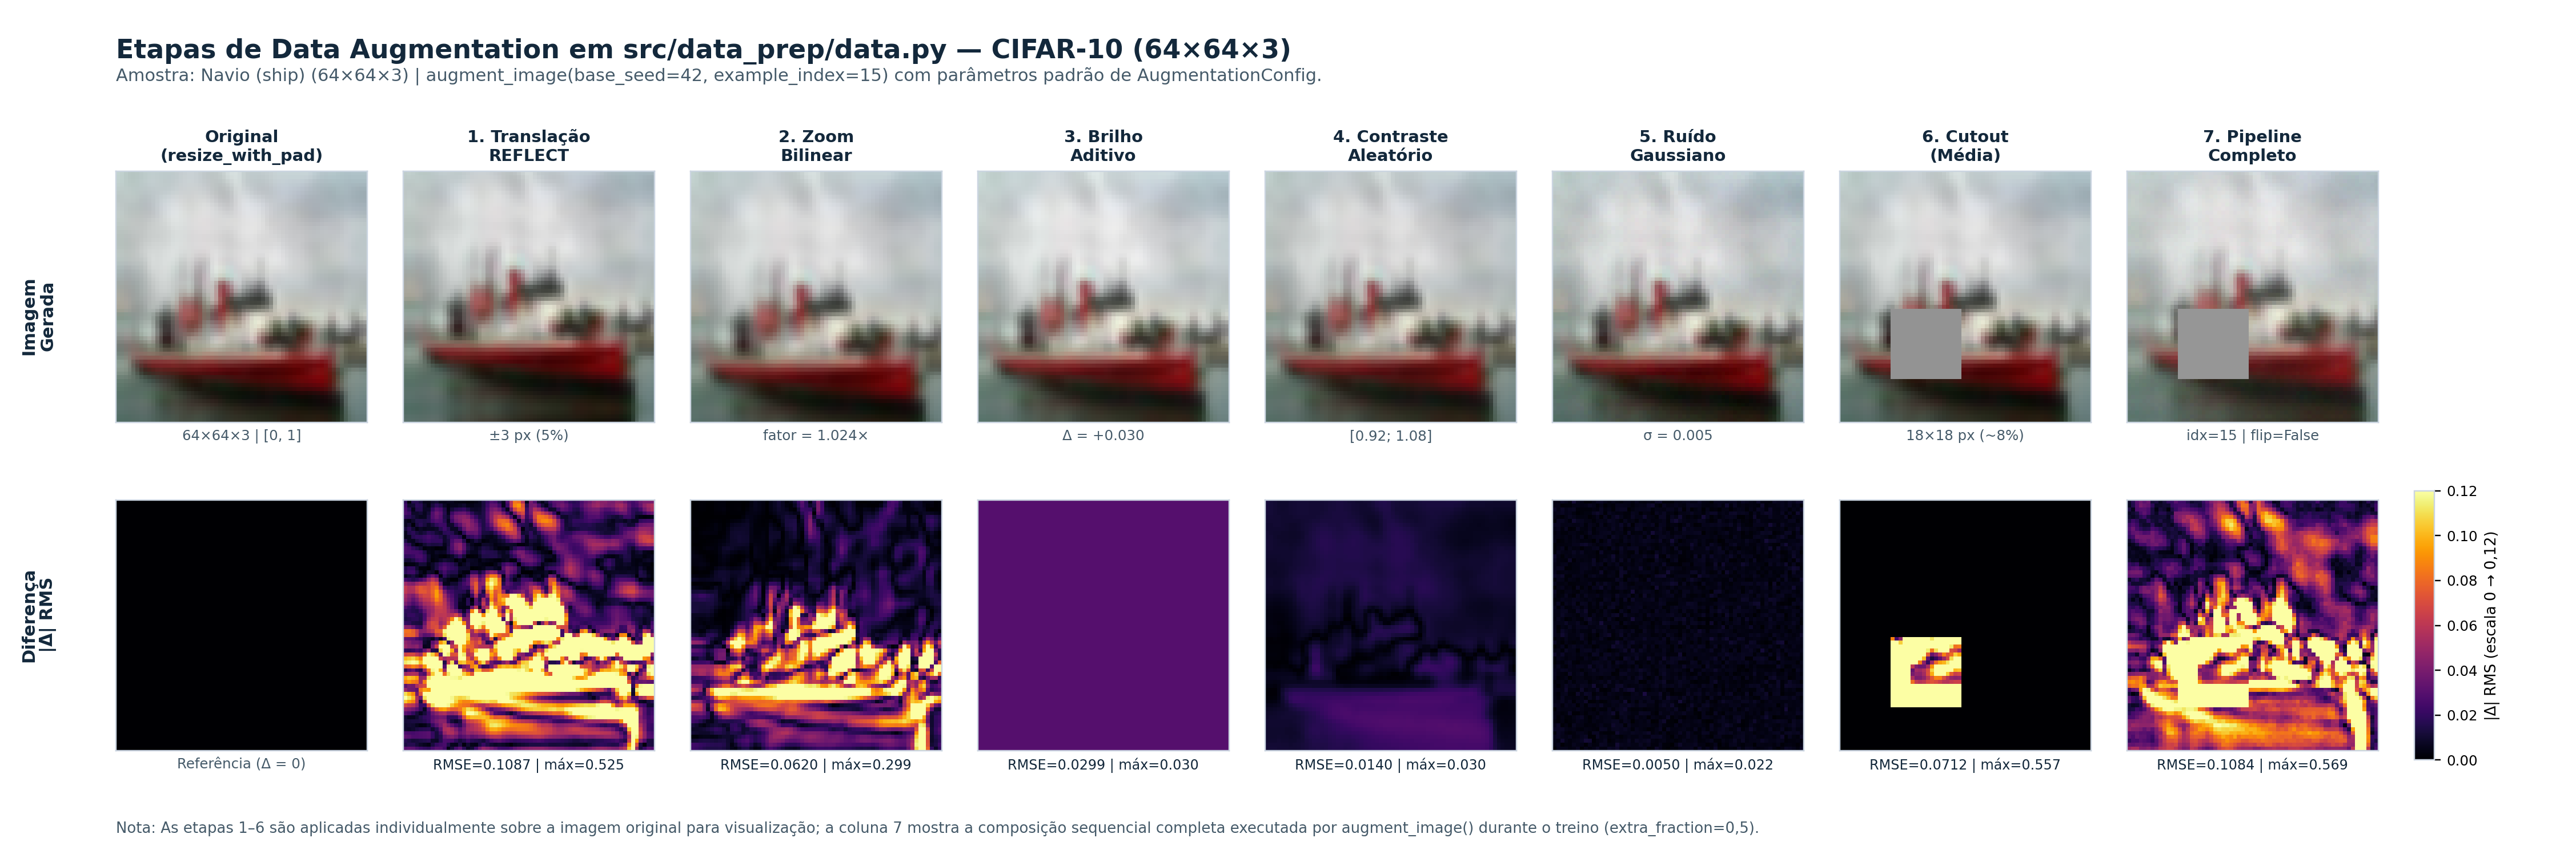 Etapas de Data Augmentation em src/data_prep/data.py — CIFAR-10 (64×64×3)
Amostra: Navio (ship) (64×64×3) | augment_image(base_seed=42, example_index=15) com parâmetros padrão de AugmentationConfig.
Original
(resize_with_pad)
1. Translação
REFLECT
2. Zoom
Bilinear
3. Brilho
Aditivo
4. Contraste
Aleatório
5. Ruído
Gaussiano
6. Cutout
(Média)
7. Pipeline
Completo
Imagem
Gerada
64×64×3 | [0, 1]
±3 px (5%)
fator = 1.024×
Δ = +0.030
[0.92; 1.08]
σ = 0.005
18×18 px (~8%)
idx=15 | flip=False
Diferença
|Δ| RMS
Referência (Δ = 0)
RMSE=0.1087 | máx=0.525
RMSE=0.0620 | máx=0.299
RMSE=0.0299 | máx=0.030
RMSE=0.0140 | máx=0.030
RMSE=0.0050 | máx=0.022
RMSE=0.0712 | máx=0.557
RMSE=0.1084 | máx=0.569
0.12
0.10
0.08
0.06
0.04
0.02
0.00
|Δ| RMS (escala 0 → 0,12)
Nota: As etapas 1–6 são aplicadas individualmente sobre a imagem original para visualização; a coluna 7 mostra a composição sequencial completa executada por augment_image() durante o treino (extra_fraction=0,5).